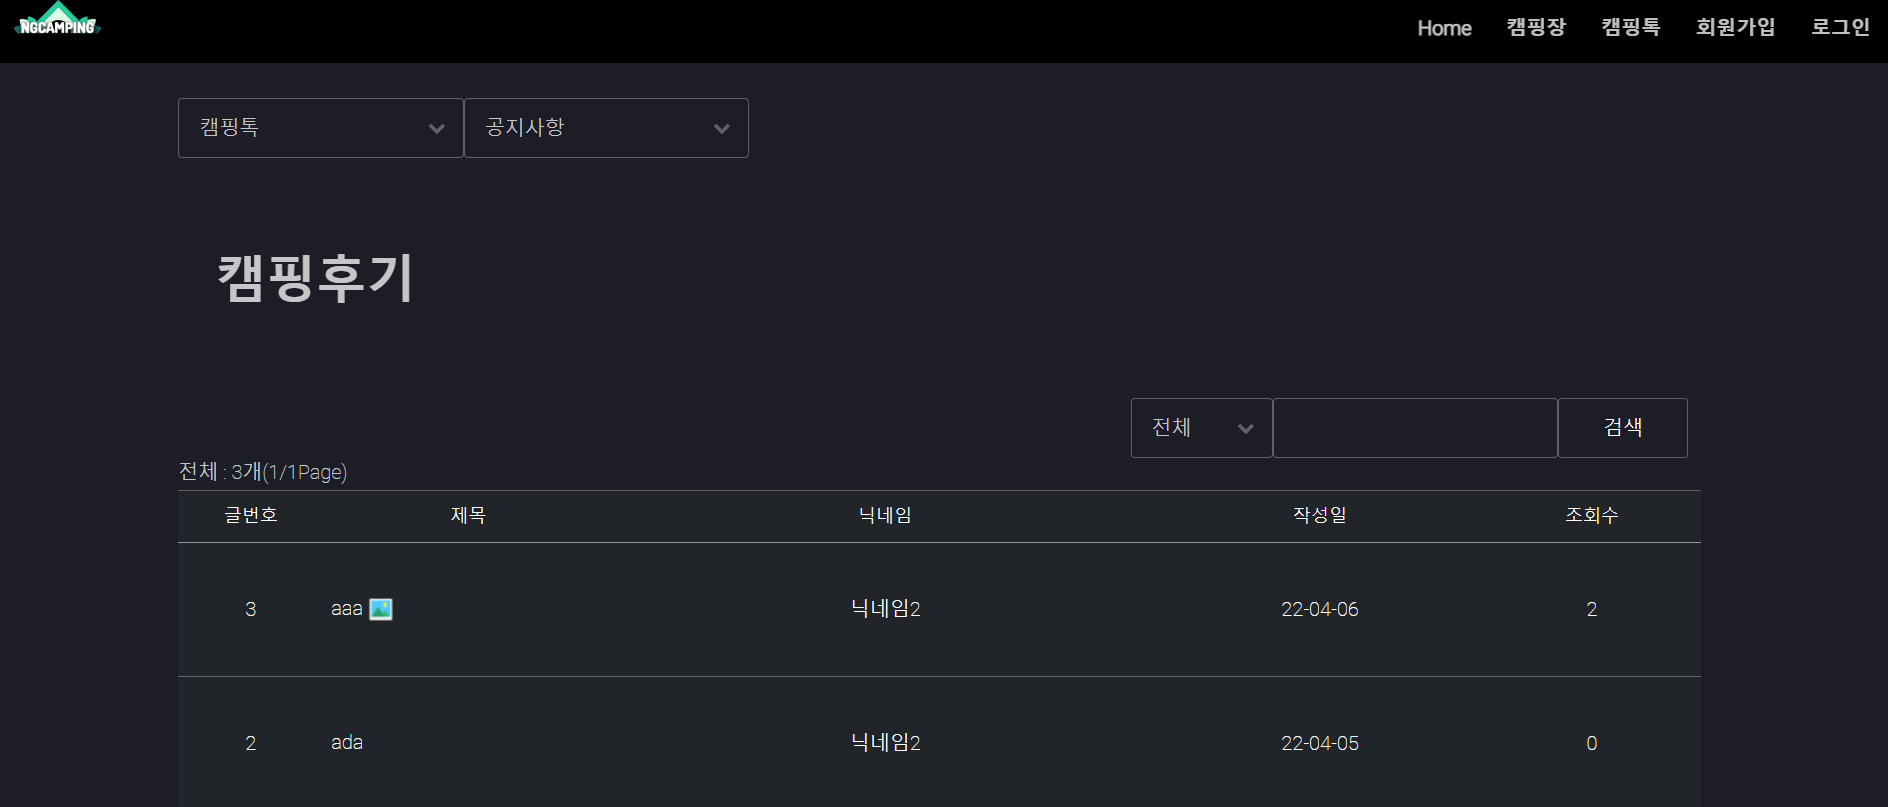 NGCAMPING
Home 캠핑장 캠핑톡 회원가입 로그인
캠핑톡 공지사항
캠핑후기
전체 검색
전체 : 3개(1/1Page)
글번호 제목 닉네임 작성일 조회수
3 aaa 닉네임2 22-04-06 2
2 ada 닉네임2 22-04-05 0